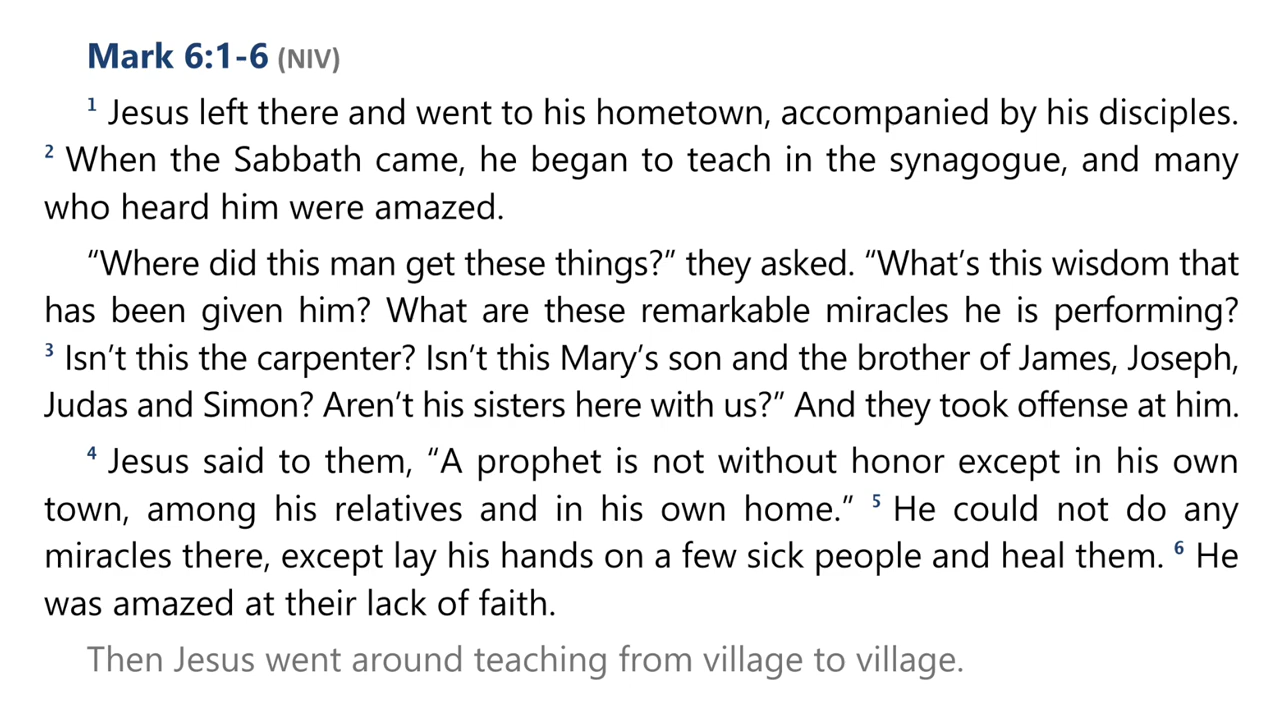 Mark 6:1-6 (NIV)
1 Jesus left there and went to his hometown, accompanied by his disciples.
2 When the Sabbath came, he began to teach in the synagogue, and many
who heard him were amazed.
“Where did this man get these things?” they asked. “What’s this wisdom that
has been given him? What are these remarkable miracles he is performing?
3 Isn’t this the carpenter? Isn’t this Mary’s son and the brother of James, Joseph,
Judas and Simon? Aren’t his sisters here with us?” And they took offense at him.
4 Jesus said to them, “A prophet is not without honor except in his own
town, among his relatives and in his own home.” 5 He could not do any
miracles there, except lay his hands on a few sick people and heal them. 6 He
was amazed at their lack of faith.
Then Jesus went around teaching from village to village.